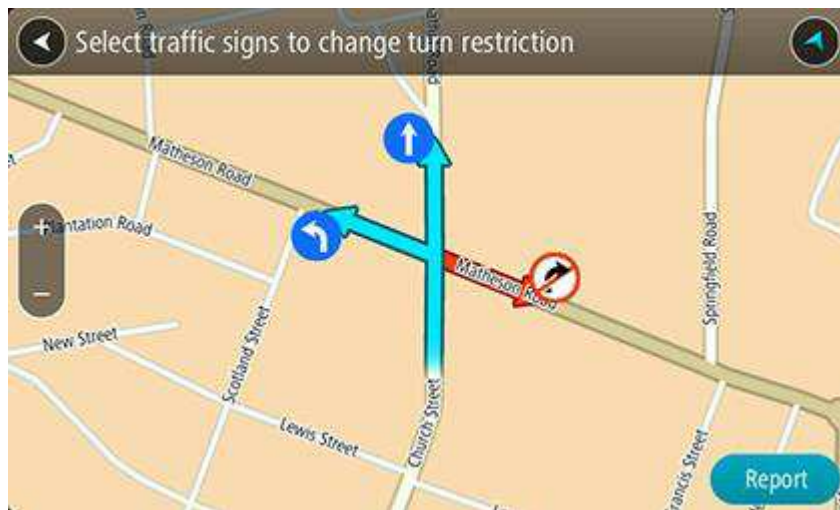 Select traffic signs to change turn restriction
Road
Matheson Road
Plantation Road
Matheson Road
Springfield Road
New Street
Scotland Street
Lewis Street
Church Street
Francis Street
Report